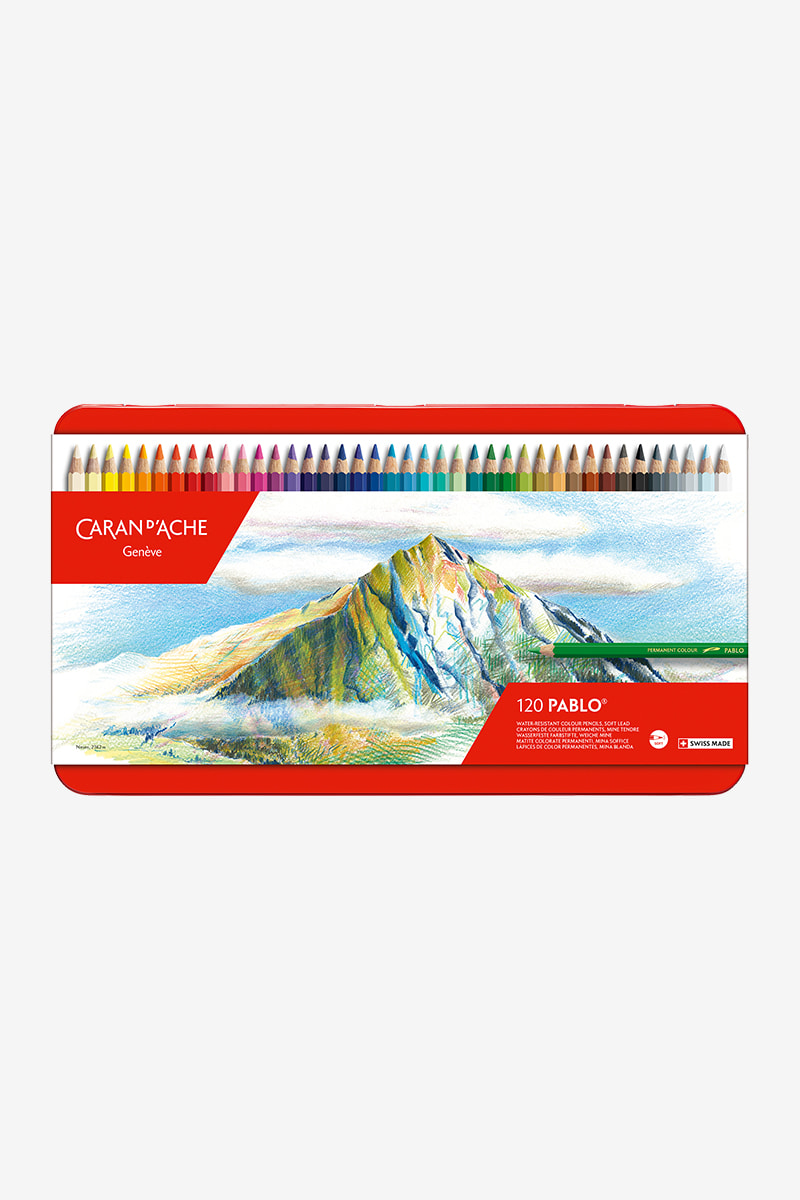 CARAN D'ACHE
Genève
PERMANENT COLOUR PABLO
120 PABLO®
WATER-RESISTANT COLOUR PENCILS, SOFT LEAD
CRAYONS DE COULEUR PERMANENTS, MINE TENDRE
WASSERFESTE FARBSTIFTE, WEICHE MINE
MATITE COLORATE PERMANENTI, MINA SOFFICE
LÁPICES DE COLOR PERMANENTES, MINA BLANDA
SOFT
SWISS MADE